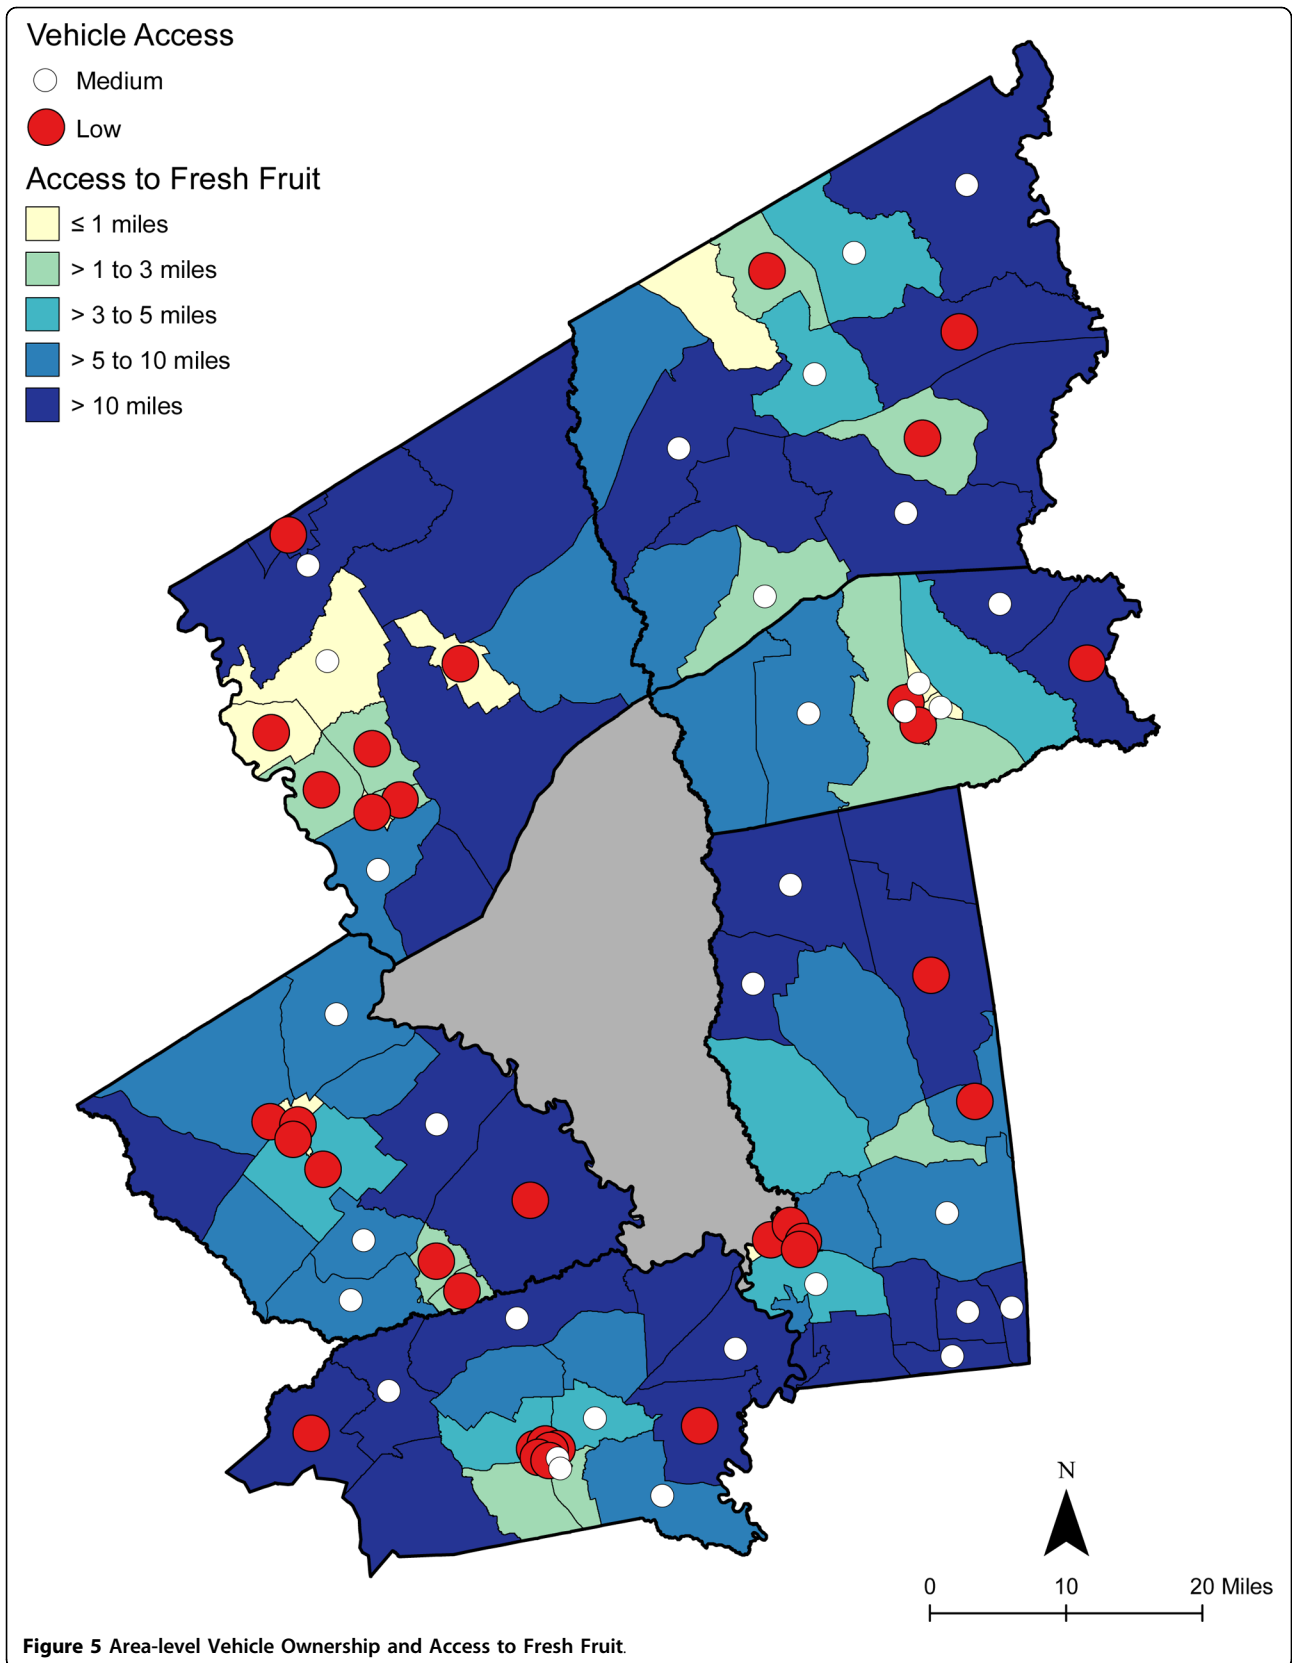 Vehicle Access
Medium
Low
Access to Fresh Fruit
≤ 1 miles
> 1 to 3 miles
> 3 to 5 miles
> 5 to 10 miles
> 10 miles
N
0 10 20 Miles
Figure 5 Area-level Vehicle Ownership and Access to Fresh Fruit.